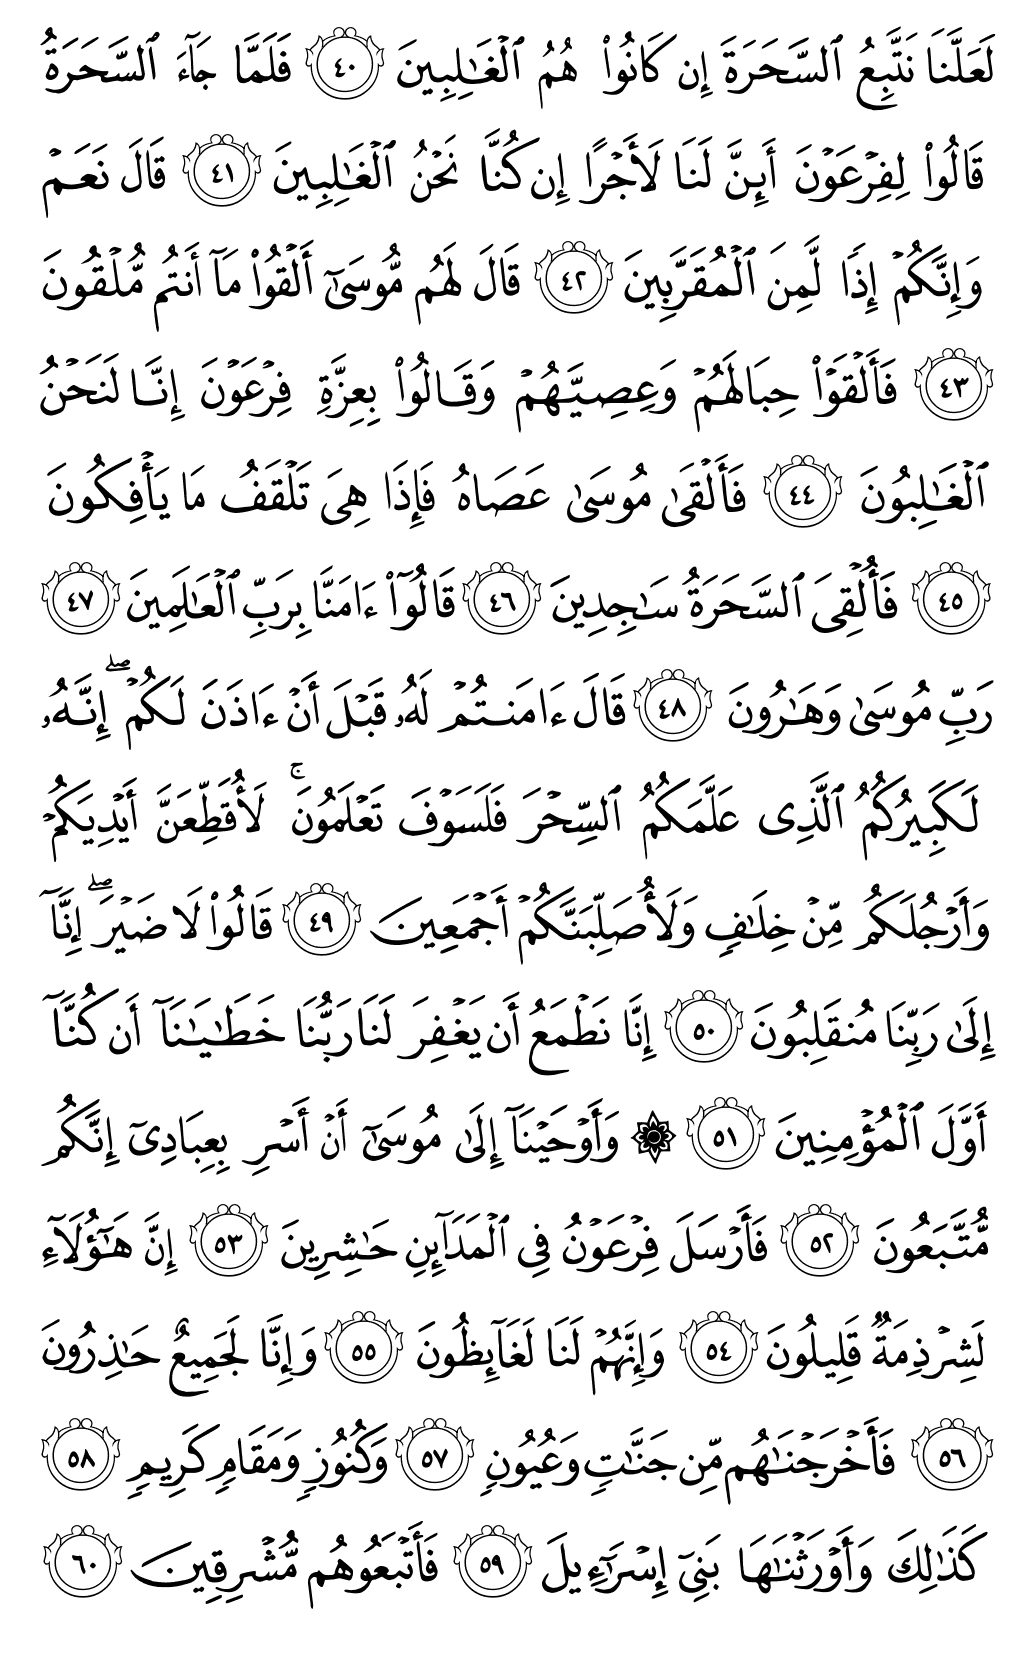 لَعَلَّنَا نَتَّبِعُ ٱلسَّحَرَةَ إِن كَانُوا۟ هُمُ ٱلْغَـٰلِبِينَ ٤٠ فَلَمَّا جَآءَ ٱلسَّحَرَةُ
قَالُوا۟ لِفِرْعَوْنَ أَئِنَّ لَنَا لَأَجْرًا إِن كُنَّا نَحْنُ ٱلْغَـٰلِبِينَ ٤١ قَالَ نَعَمْ
وَإِنَّكُمْ إِذًا لَّمِنَ ٱلْمُقَرَّبِينَ ٤٢ قَالَ لَهُم مُّوسَىٰٓ أَلْقُوا۟ مَآ أَنتُم مُّلْقُونَ
٤٣ فَأَلْقَوْا۟ حِبَالَهُمْ وَعِصِيَّهُمْ وَقَالُوا۟ بِعِزَّةِ فِرْعَوْنَ إِنَّا لَنَحْنُ
ٱلْغَـٰلِبُونَ ٤٤ فَأَلْقَىٰ مُوسَىٰ عَصَاهُ فَإِذَا هِىَ تَلْقَفُ مَا يَأْفِكُونَ
٤٥ فَأُلْقِىَ ٱلسَّحَرَةُ سَـٰجِدِينَ ٤٦ قَالُوٓا۟ ءَامَنَّا بِرَبِّ ٱلْعَـٰلَمِينَ ٤٧
رَبِّ مُوسَىٰ وَهَـٰرُونَ ٤٨ قَالَ ءَامَنتُمْ لَهُۥ قَبْلَ أَنْ ءَاذَنَ لَكُمْ ۖ إِنَّهُۥ
لَكَبِيرُكُمُ ٱلَّذِى عَلَّمَكُمُ ٱلسِّحْرَ فَلَسَوْفَ تَعْلَمُونَ ۚ لَأُقَطِّعَنَّ أَيْدِيَكُمْ
وَأَرْجُلَكُم مِّنْ خِلَـٰفٍ وَلَأُصَلِّبَنَّكُمْ أَجْمَعِينَ ٤٩ قَالُوا۟ لَا ضَيْرَ ۖ إِنَّآ
إِلَىٰ رَبِّنَا مُنقَلِبُونَ ٥٠ إِنَّا نَطْمَعُ أَن يَغْفِرَ لَنَا رَبُّنَا خَطَـٰيَـٰنَآ أَن كُنَّآ
أَوَّلَ ٱلْمُؤْمِنِينَ ٥١ ۞ وَأَوْحَيْنَآ إِلَىٰ مُوسَىٰٓ أَنْ أَسْرِ بِعِبَادِىٓ إِنَّكُم
مُّتَّبَعُونَ ٥٢ فَأَرْسَلَ فِرْعَوْنُ فِى ٱلْمَدَآئِنِ حَـٰشِرِينَ ٥٣ إِنَّ هَـٰٓؤُلَآءِ
لَشِرْذِمَةٌ قَلِيلُونَ ٥٤ وَإِنَّهُمْ لَنَا لَغَآئِظُونَ ٥٥ وَإِنَّا لَجَمِيعٌ حَـٰذِرُونَ
٥٦ فَأَخْرَجْنَـٰهُم مِّن جَنَّـٰتٍ وَعُيُونٍ ٥٧ وَكُنُوزٍ وَمَقَامٍ كَرِيمٍ ٥٨
كَذَٰلِكَ وَأَوْرَثْنَـٰهَا بَنِىٓ إِسْرَٰٓءِيلَ ٥٩ فَأَتْبَعُوهُم مُّشْرِقِينَ ٦٠